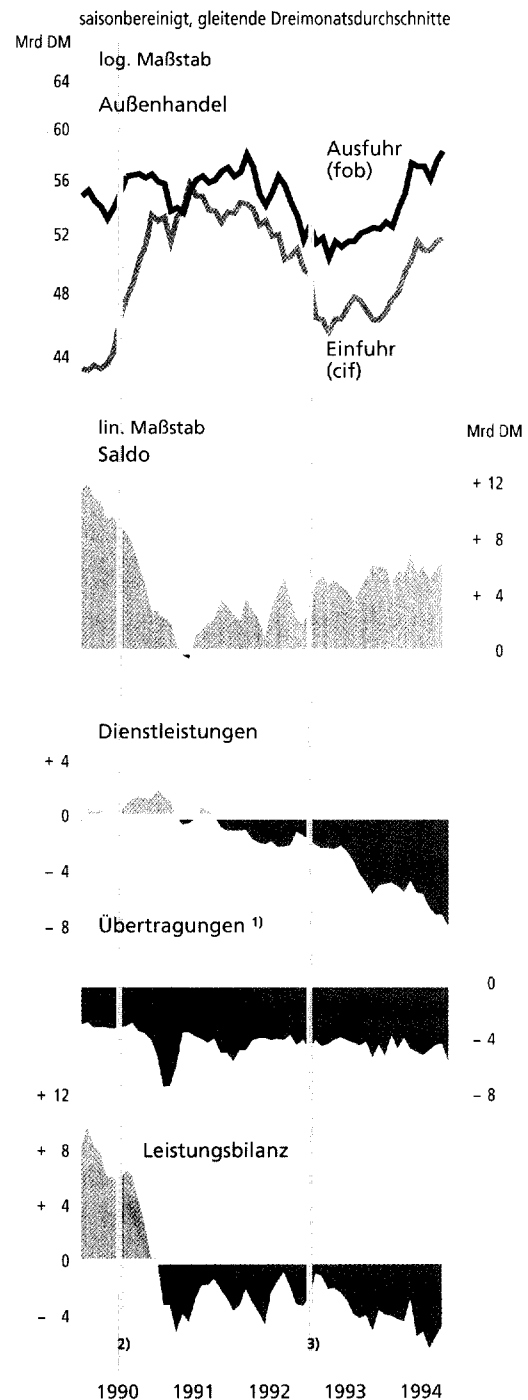 saisonbereinigt, gleitende Dreimonatsdurchschnitte
Mrd DM
log. Maßstab
Außenhandel
64
60
56
52
48
44
Ausfuhr
(fob)
Einfuhr
(cif)
lin. Maßstab
Saldo
Mrd DM
+ 12
+ 8
+ 4
0
Dienstleistungen
+ 4
0
− 4
− 8
Übertragungen 1)
0
− 4
− 8
+ 12
+ 8
+ 4
0
− 4
Leistungsbilanz
2)
3)
1990 1991 1992 1993 1994